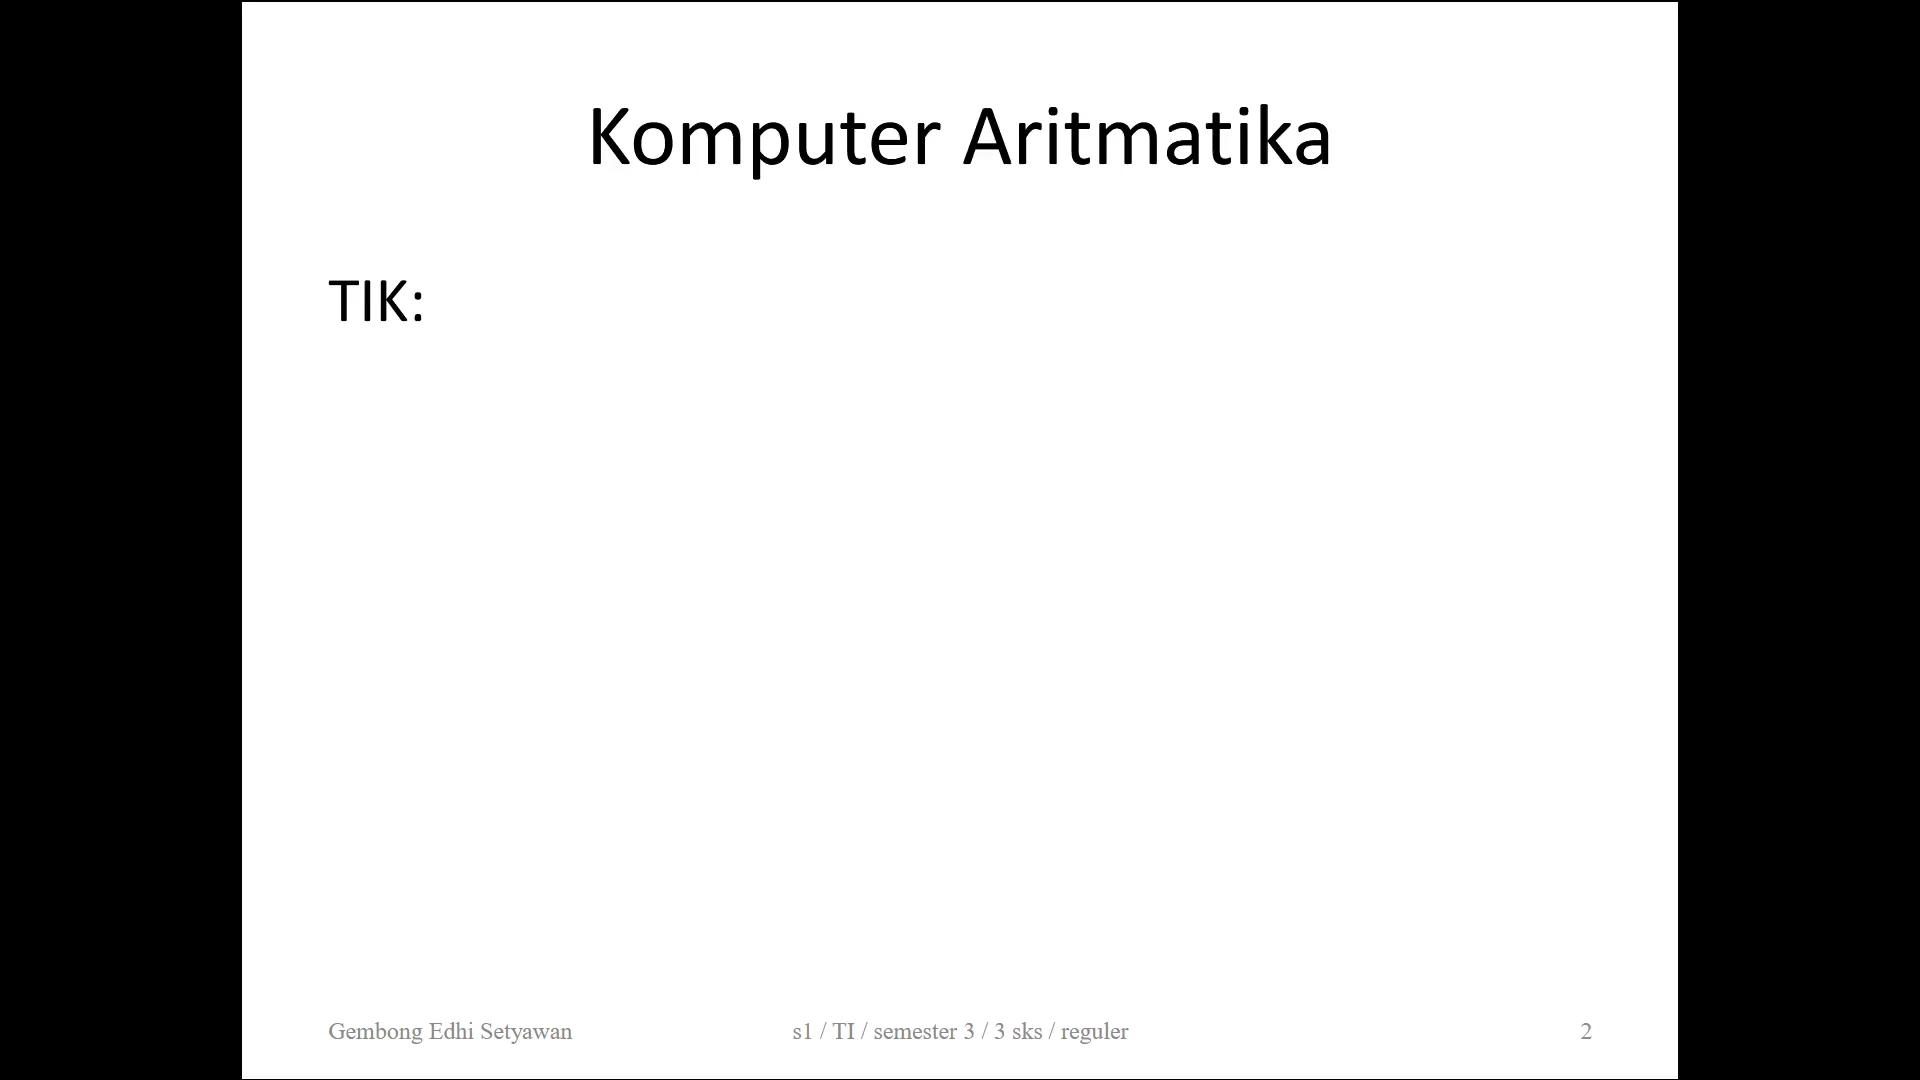 Komputer Aritmatika
TIK:
Gembong Edhi Setyawan
s1 / TI / semester 3 / 3 sks / reguler
2